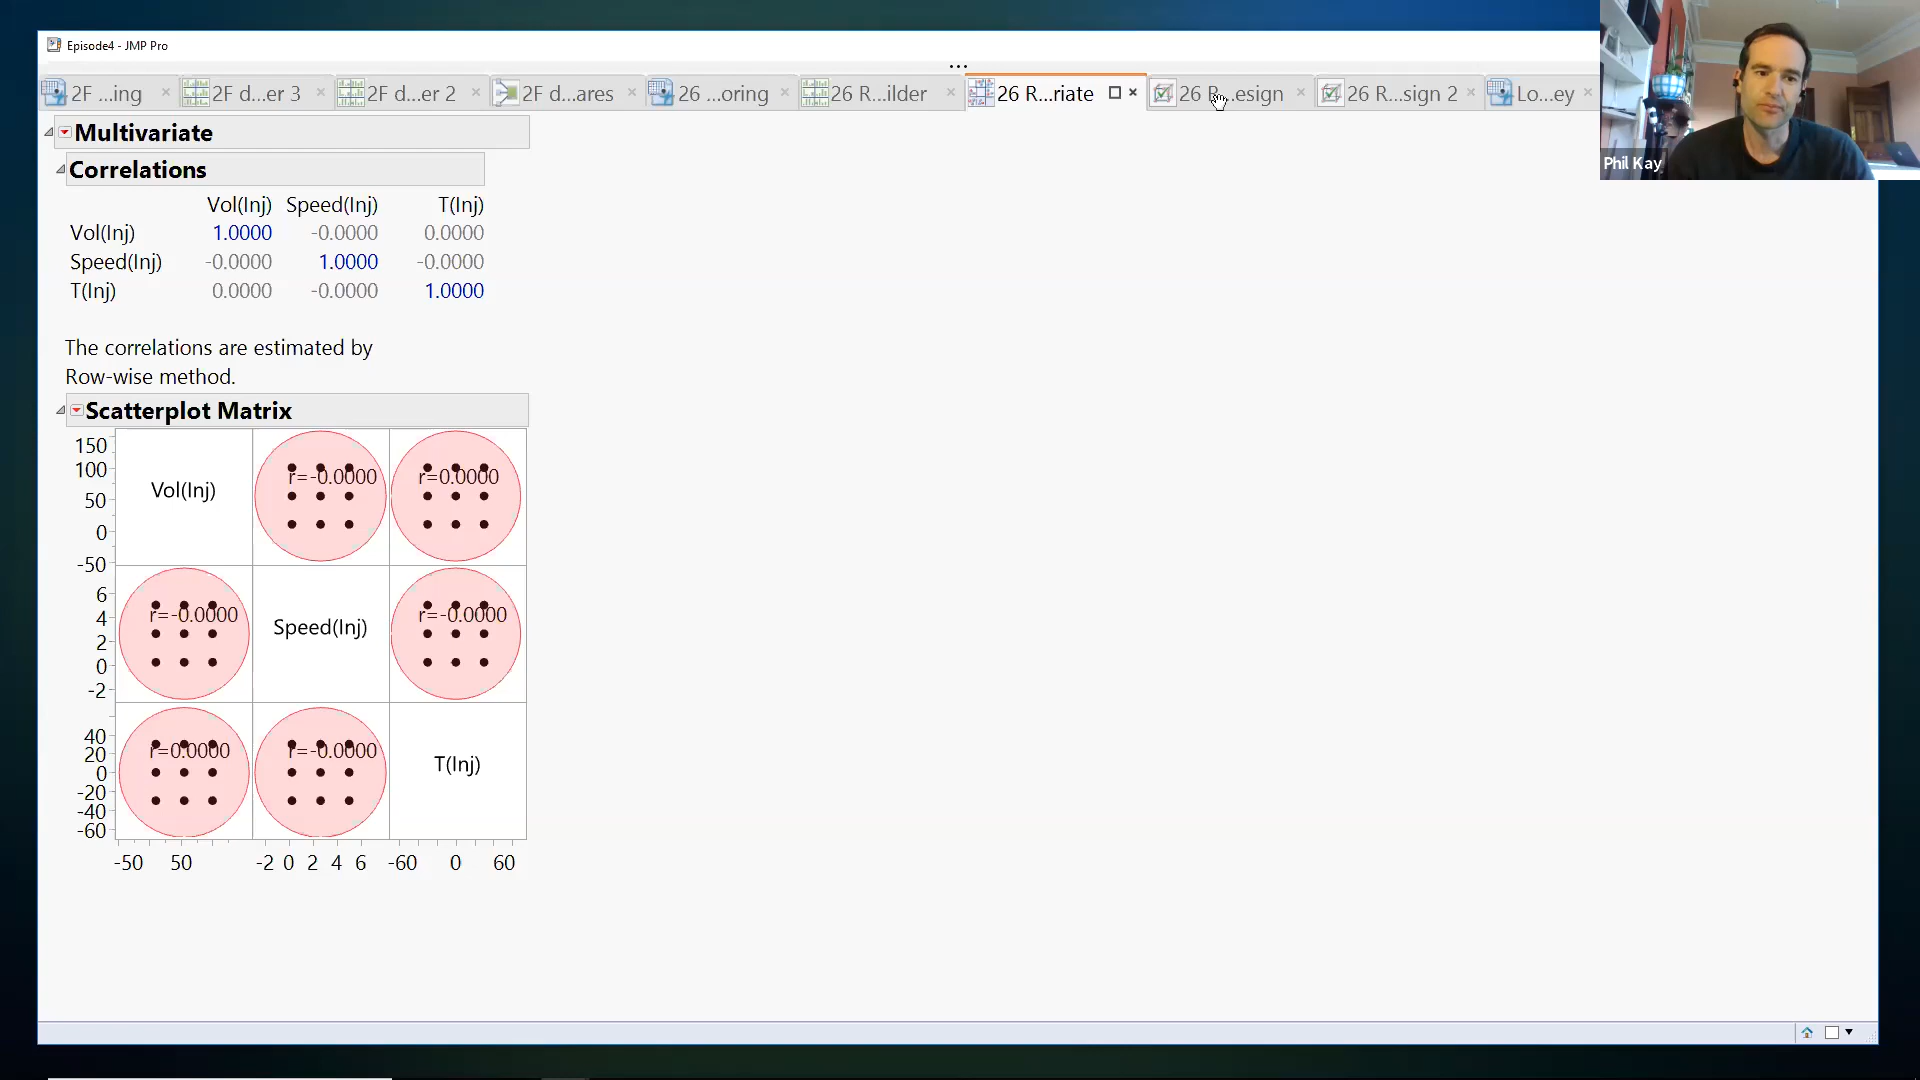 Episode4 - JMP Pro
...
2F ...ing × 2F d...er 3 × 2F d...er 2 × 2F d...ares × 26 ...oring × 26 R...ilder × 26 R...riate × 26 R...esign × 26 R...sign 2 × Lo...ey ×
Multivariate
Correlations
Vol(Inj) Speed(Inj) T(Inj)
Vol(Inj) 1.0000 -0.0000 0.0000
Speed(Inj) -0.0000 1.0000 -0.0000
T(Inj) 0.0000 -0.0000 1.0000
The correlations are estimated by
Row-wise method.
Scatterplot Matrix
150
100
50
0
-50
Vol(Inj)
r=-0.0000
r=0.0000
6
4
2
0
-2
r=-0.0000
Speed(Inj)
r=-0.0000
40
20
0
-20
-40
-60
r=0.0000
r=-0.0000
T(Inj)
-50 50 -2 0 2 4 6 -60 0 60
Phil Kay